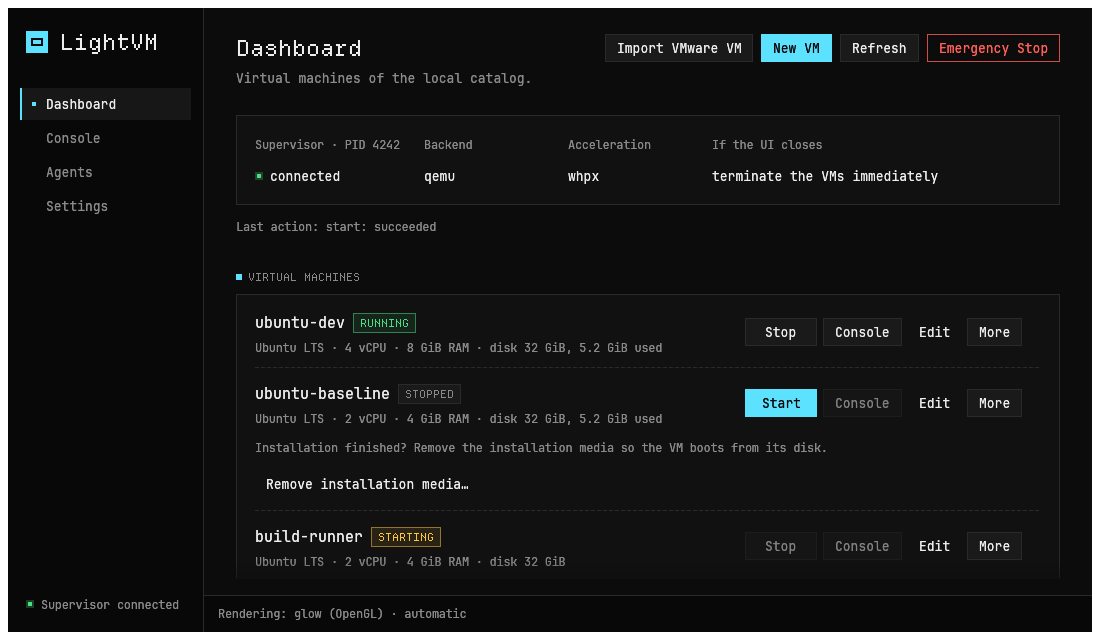 LightVM
Dashboard
Console
Agents
Settings
Supervisor connected
Dashboard
Virtual machines of the local catalog.
Import VMware VM
New VM
Refresh
Emergency Stop
Supervisor · PID 4242
Backend
Acceleration
If the UI closes
connected
qemu
whpx
terminate the VMs immediately
Last action: start: succeeded
VIRTUAL MACHINES
ubuntu-dev RUNNING
Ubuntu LTS · 4 vCPU · 8 GiB RAM · disk 32 GiB, 5.2 GiB used
Stop
Console
Edit
More
ubuntu-baseline STOPPED
Ubuntu LTS · 2 vCPU · 4 GiB RAM · disk 32 GiB, 5.2 GiB used
Start
Console
Edit
More
Installation finished? Remove the installation media so the VM boots from its disk.
Remove installation media…
build-runner STARTING
Ubuntu LTS · 2 vCPU · 4 GiB RAM · disk 32 GiB
Stop
Console
Edit
More
Rendering: glow (OpenGL) · automatic